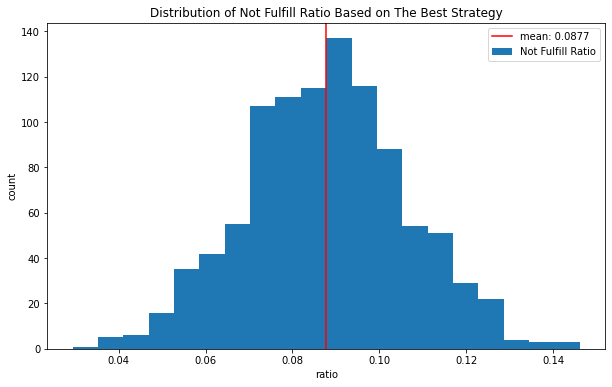 Distribution of Not Fulfill Ratio Based on The Best Strategy
mean: 0.0877
Not Fulfill Ratio
count
140
120
100
80
60
40
20
0
0.04 0.06 0.08 0.10 0.12 0.14
ratio